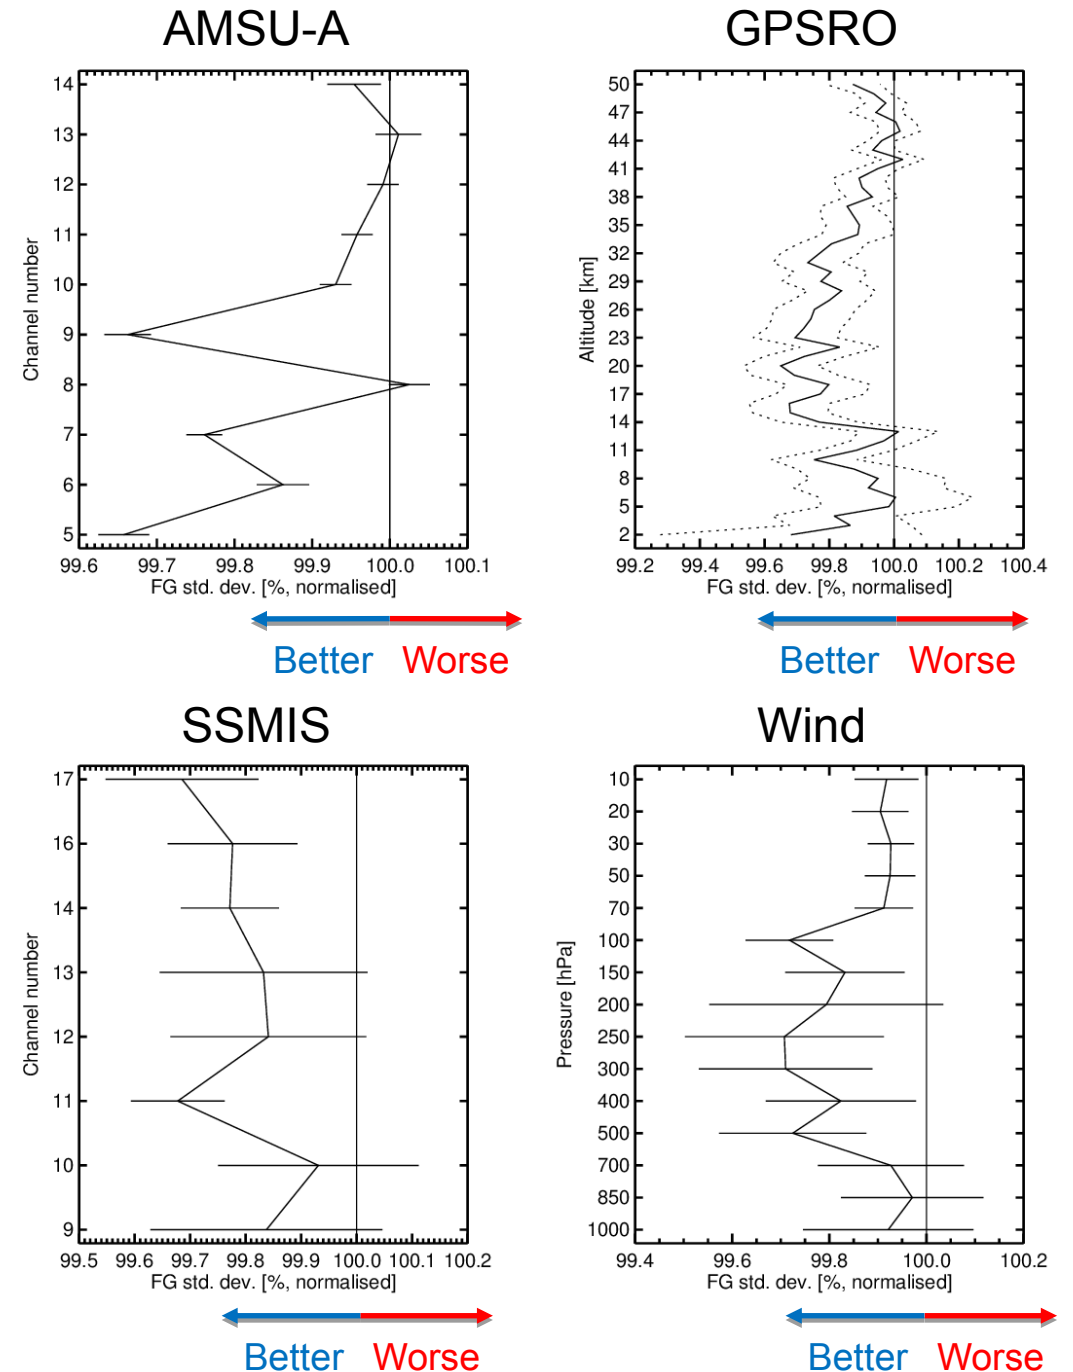 AMSU-A
14
13
12
11
10
9
8
7
6
5
Channel number
99.6 99.7 99.8 99.9 100.0 100.1
FG std. dev. [%, normalised]
Better Worse
GPSRO
50
47
44
41
38
35
32
29
26
23
20
17
14
11
8
5
2
Altitude [km]
99.2 99.4 99.6 99.8 100.0 100.2 100.4
FG std. dev. [%, normalised]
Better Worse
SSMIS
17
16
14
13
12
11
10
9
Channel number
99.5 99.6 99.7 99.8 99.9 100.0 100.1 100.2
FG std. dev. [%, normalised]
Better Worse
Wind
10
20
30
50
70
100
150
200
250
300
400
500
700
850
1000
Pressure [hPa]
99.4 99.6 99.8 100.0 100.2
FG std. dev. [%, normalised]
Better Worse